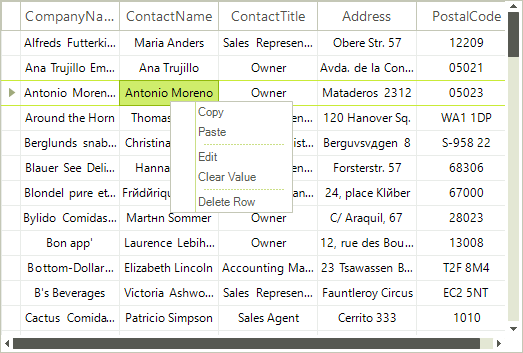 CompanyNa... ContactName ContactTitle Address PostalCode
Alfreds Futterki... Maria Anders Sales Represen... Obere Str. 57 12209
Ana Trujillo Em... Ana Trujillo Owner Avda. de la Con... 05021
Antonio Moren... Antonio Moreno Owner Mataderos 2312 05023
Around the Horn Thomas 120 Hanover Sq. WA1 1DP
Copy
Berglunds snab... Christina ist... Berguvsvдgen 8 S-958 22
Paste
Blauer See Deli... Hanna Forsterstr. 57 68306
Edit
Blondel pиre et... Frйdйriqu 24, place Klйber 67000
Clear Value
Delete Row
Bylido Comidas... Martнn Sommer Owner C/ Araquil, 67 28023
Bon app' Laurence Lebih... Owner 12, rue des Bou... 13008
Bottom-Dollar... Elizabeth Lincoln Accounting Ma... 23 Tsawassen B... T2F 8M4
B's Beverages Victoria Ashwo... Sales Represen... Fauntleroy Circus EC2 5NT
Cactus Comida... Patricio Simpson Sales Agent Cerrito 333 1010